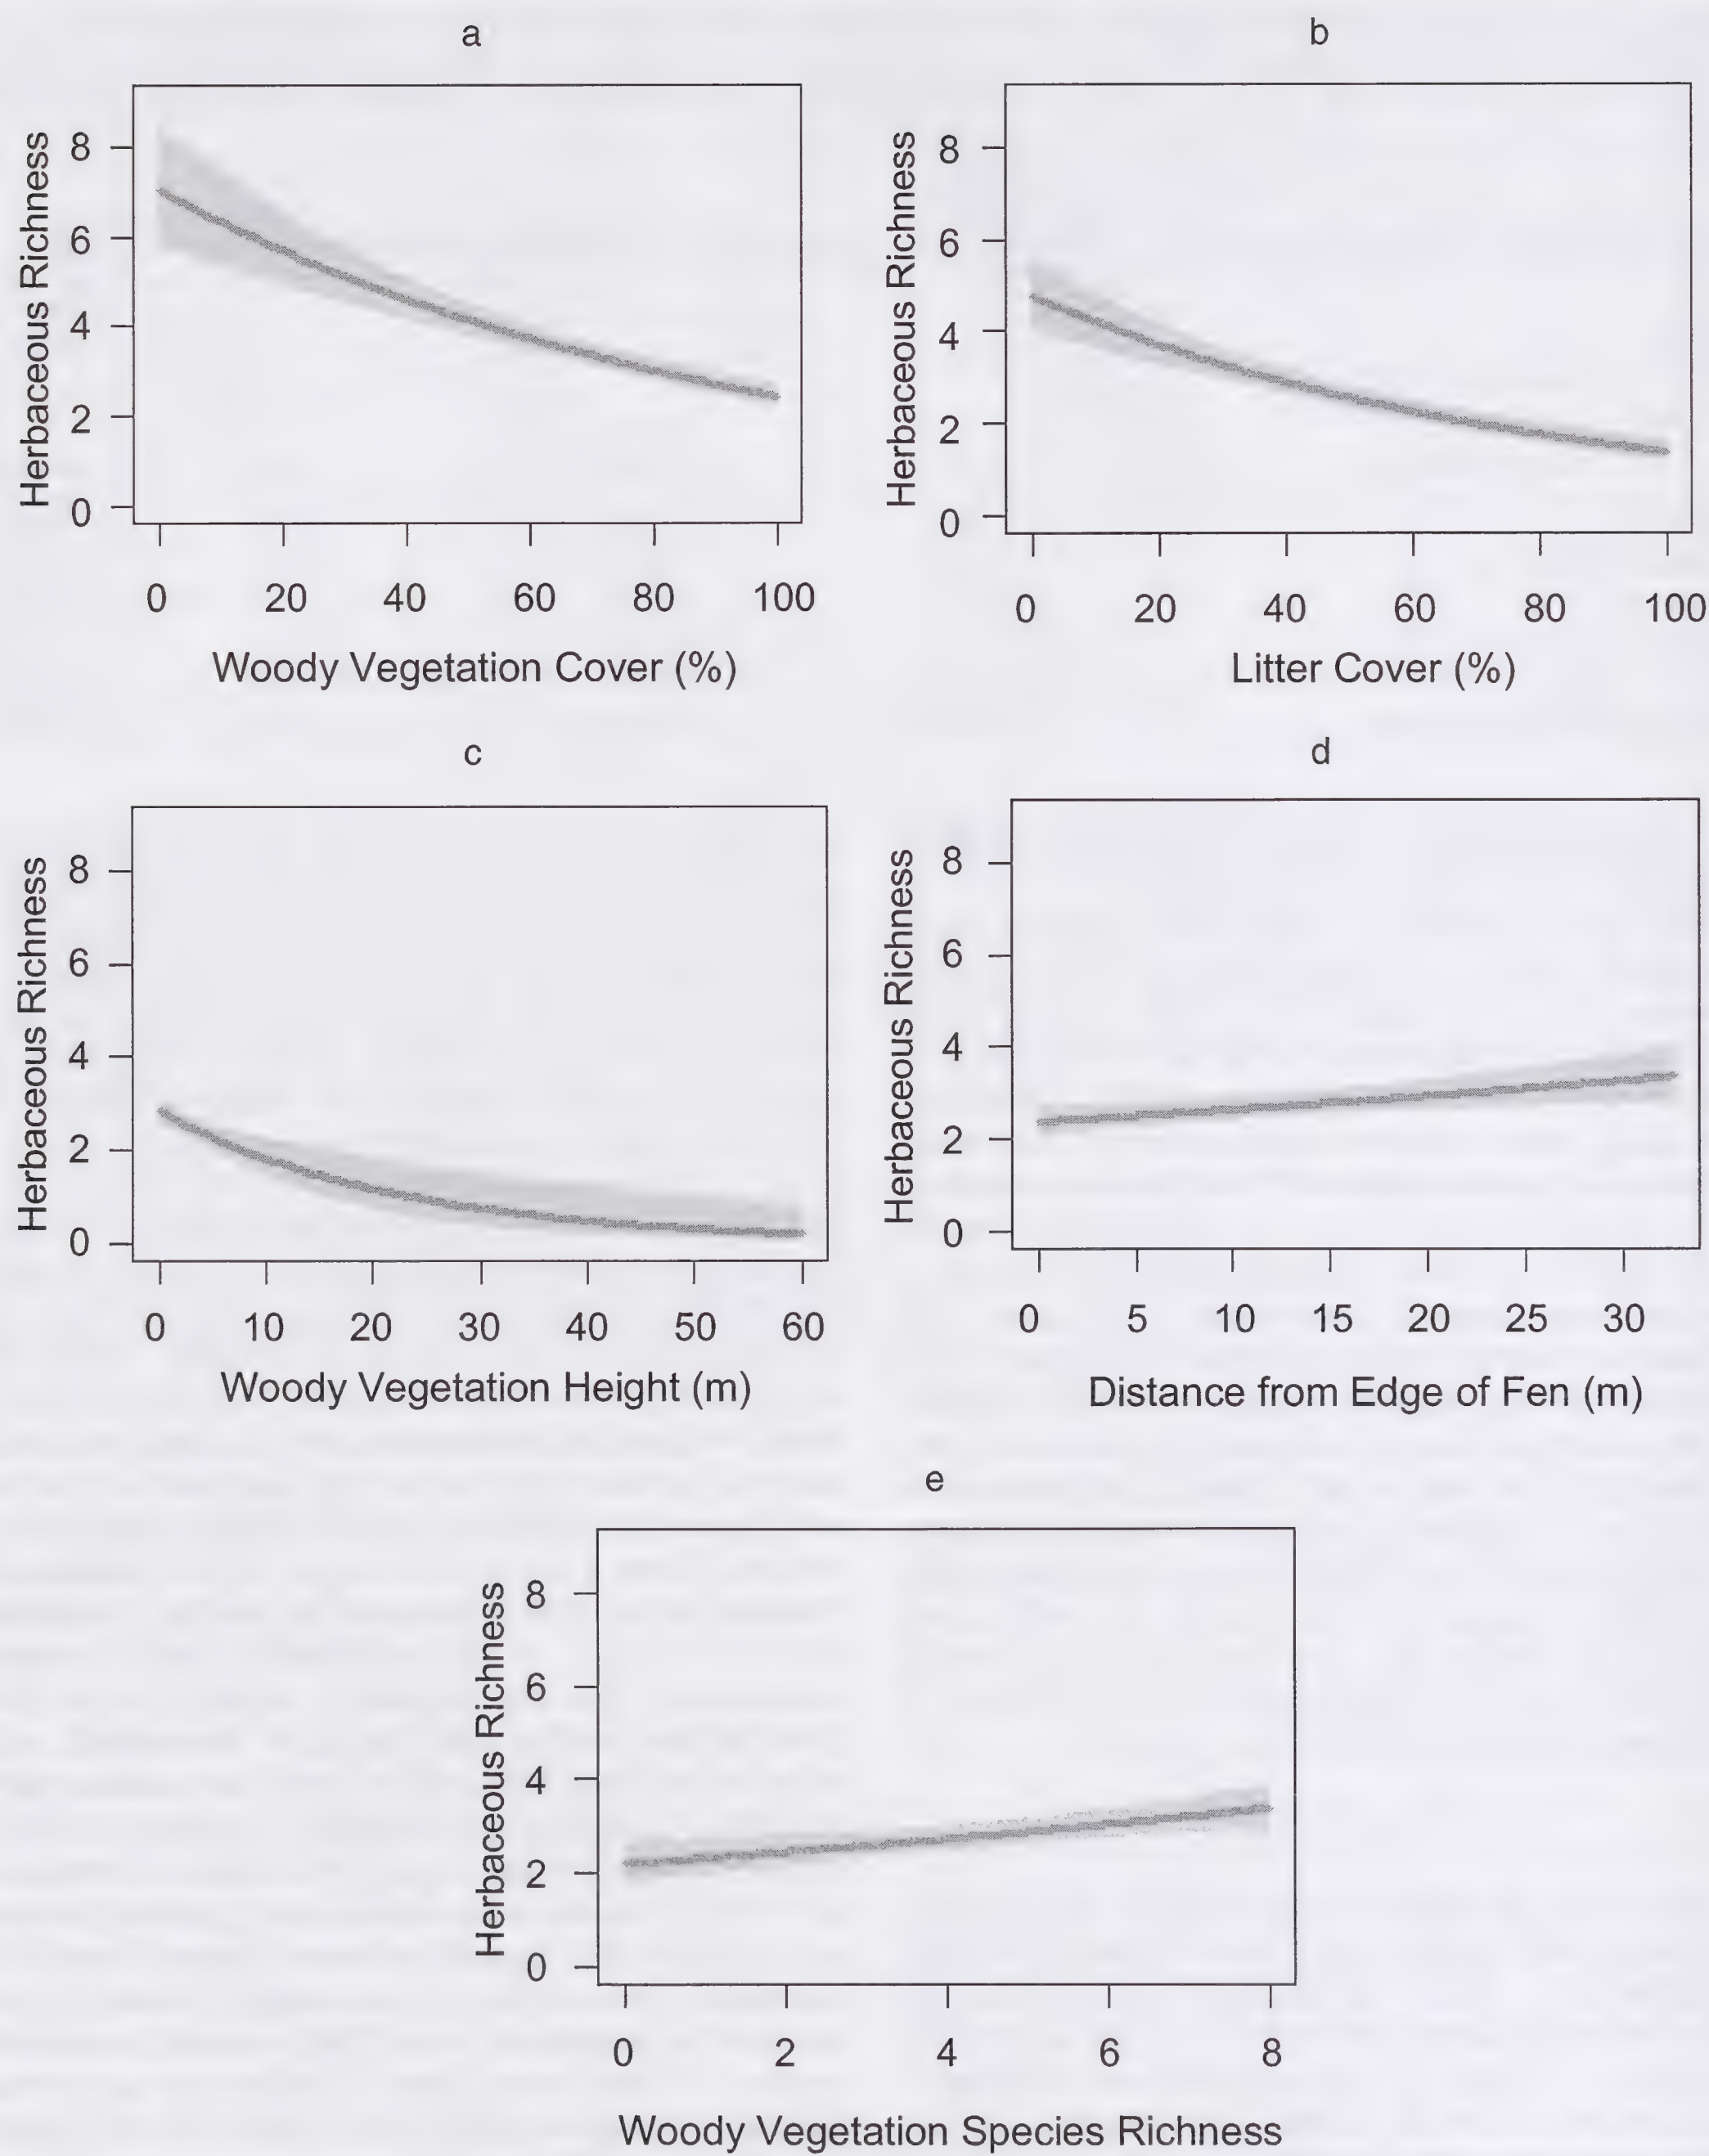 a
Herbaceous Richness
8
6
4
2
0
0 20 40 60 80 100
Woody Vegetation Cover (%)
b
Herbaceous Richness
8
6
4
2
0
0 20 40 60 80 100
Litter Cover (%)
c
Herbaceous Richness
8
6
4
2
0
0 10 20 30 40 50 60
Woody Vegetation Height (m)
d
Herbaceous Richness
8
6
4
2
0
0 5 10 15 20 25 30
Distance from Edge of Fen (m)
e
Herbaceous Richness
8
6
4
2
0
0 2 4 6 8
Woody Vegetation Species Richness